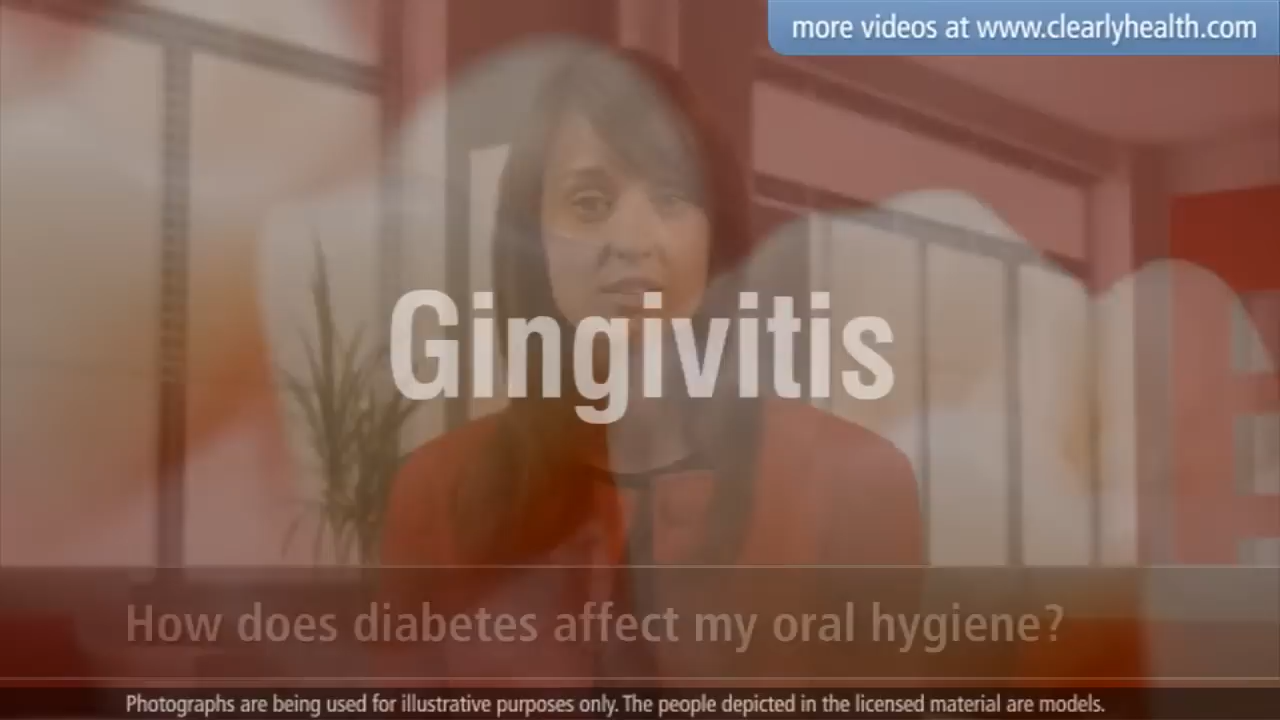 more videos at www.clearlyhealth.com
Gingivitis
How does diabetes affect my oral hygiene?
Photographs are being used for illustrative purposes only. The people depicted in the licensed material are models.